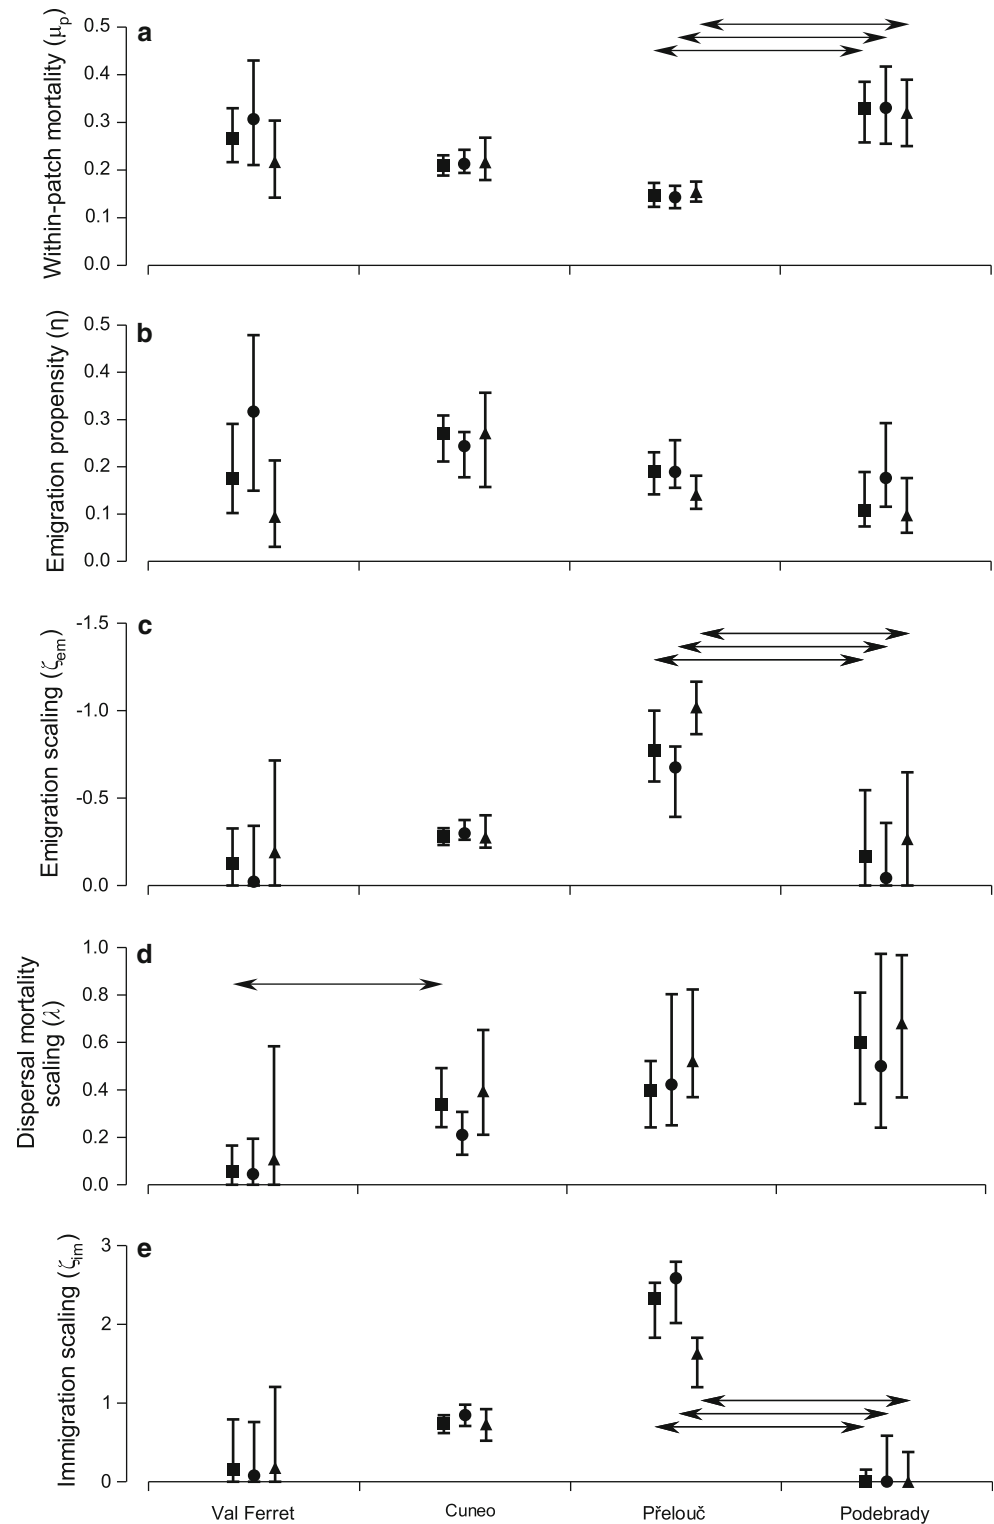 Within-patch mortality (μp)
0.5
0.4
0.3
0.2
0.1
0.0
a
Emigration propensity (η)
0.5
0.4
0.3
0.2
0.1
0.0
b
Emigration scaling (ζem)
-1.5
-1.0
-0.5
0.0
c
Dispersal mortality
scaling (λ)
1.0
0.8
0.6
0.4
0.2
0.0
d
Immigration scaling (ζim)
3
2
1
0
e
Val Ferret Cuneo Přelouč Podebrady